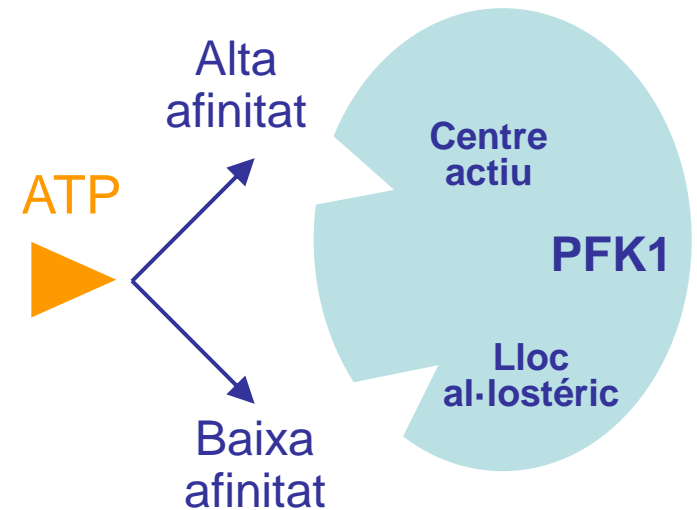 Alta
afinitat
Centre
actiu
ATP
PFK1
Lloc
al·lostéric
Baixa
afinitat